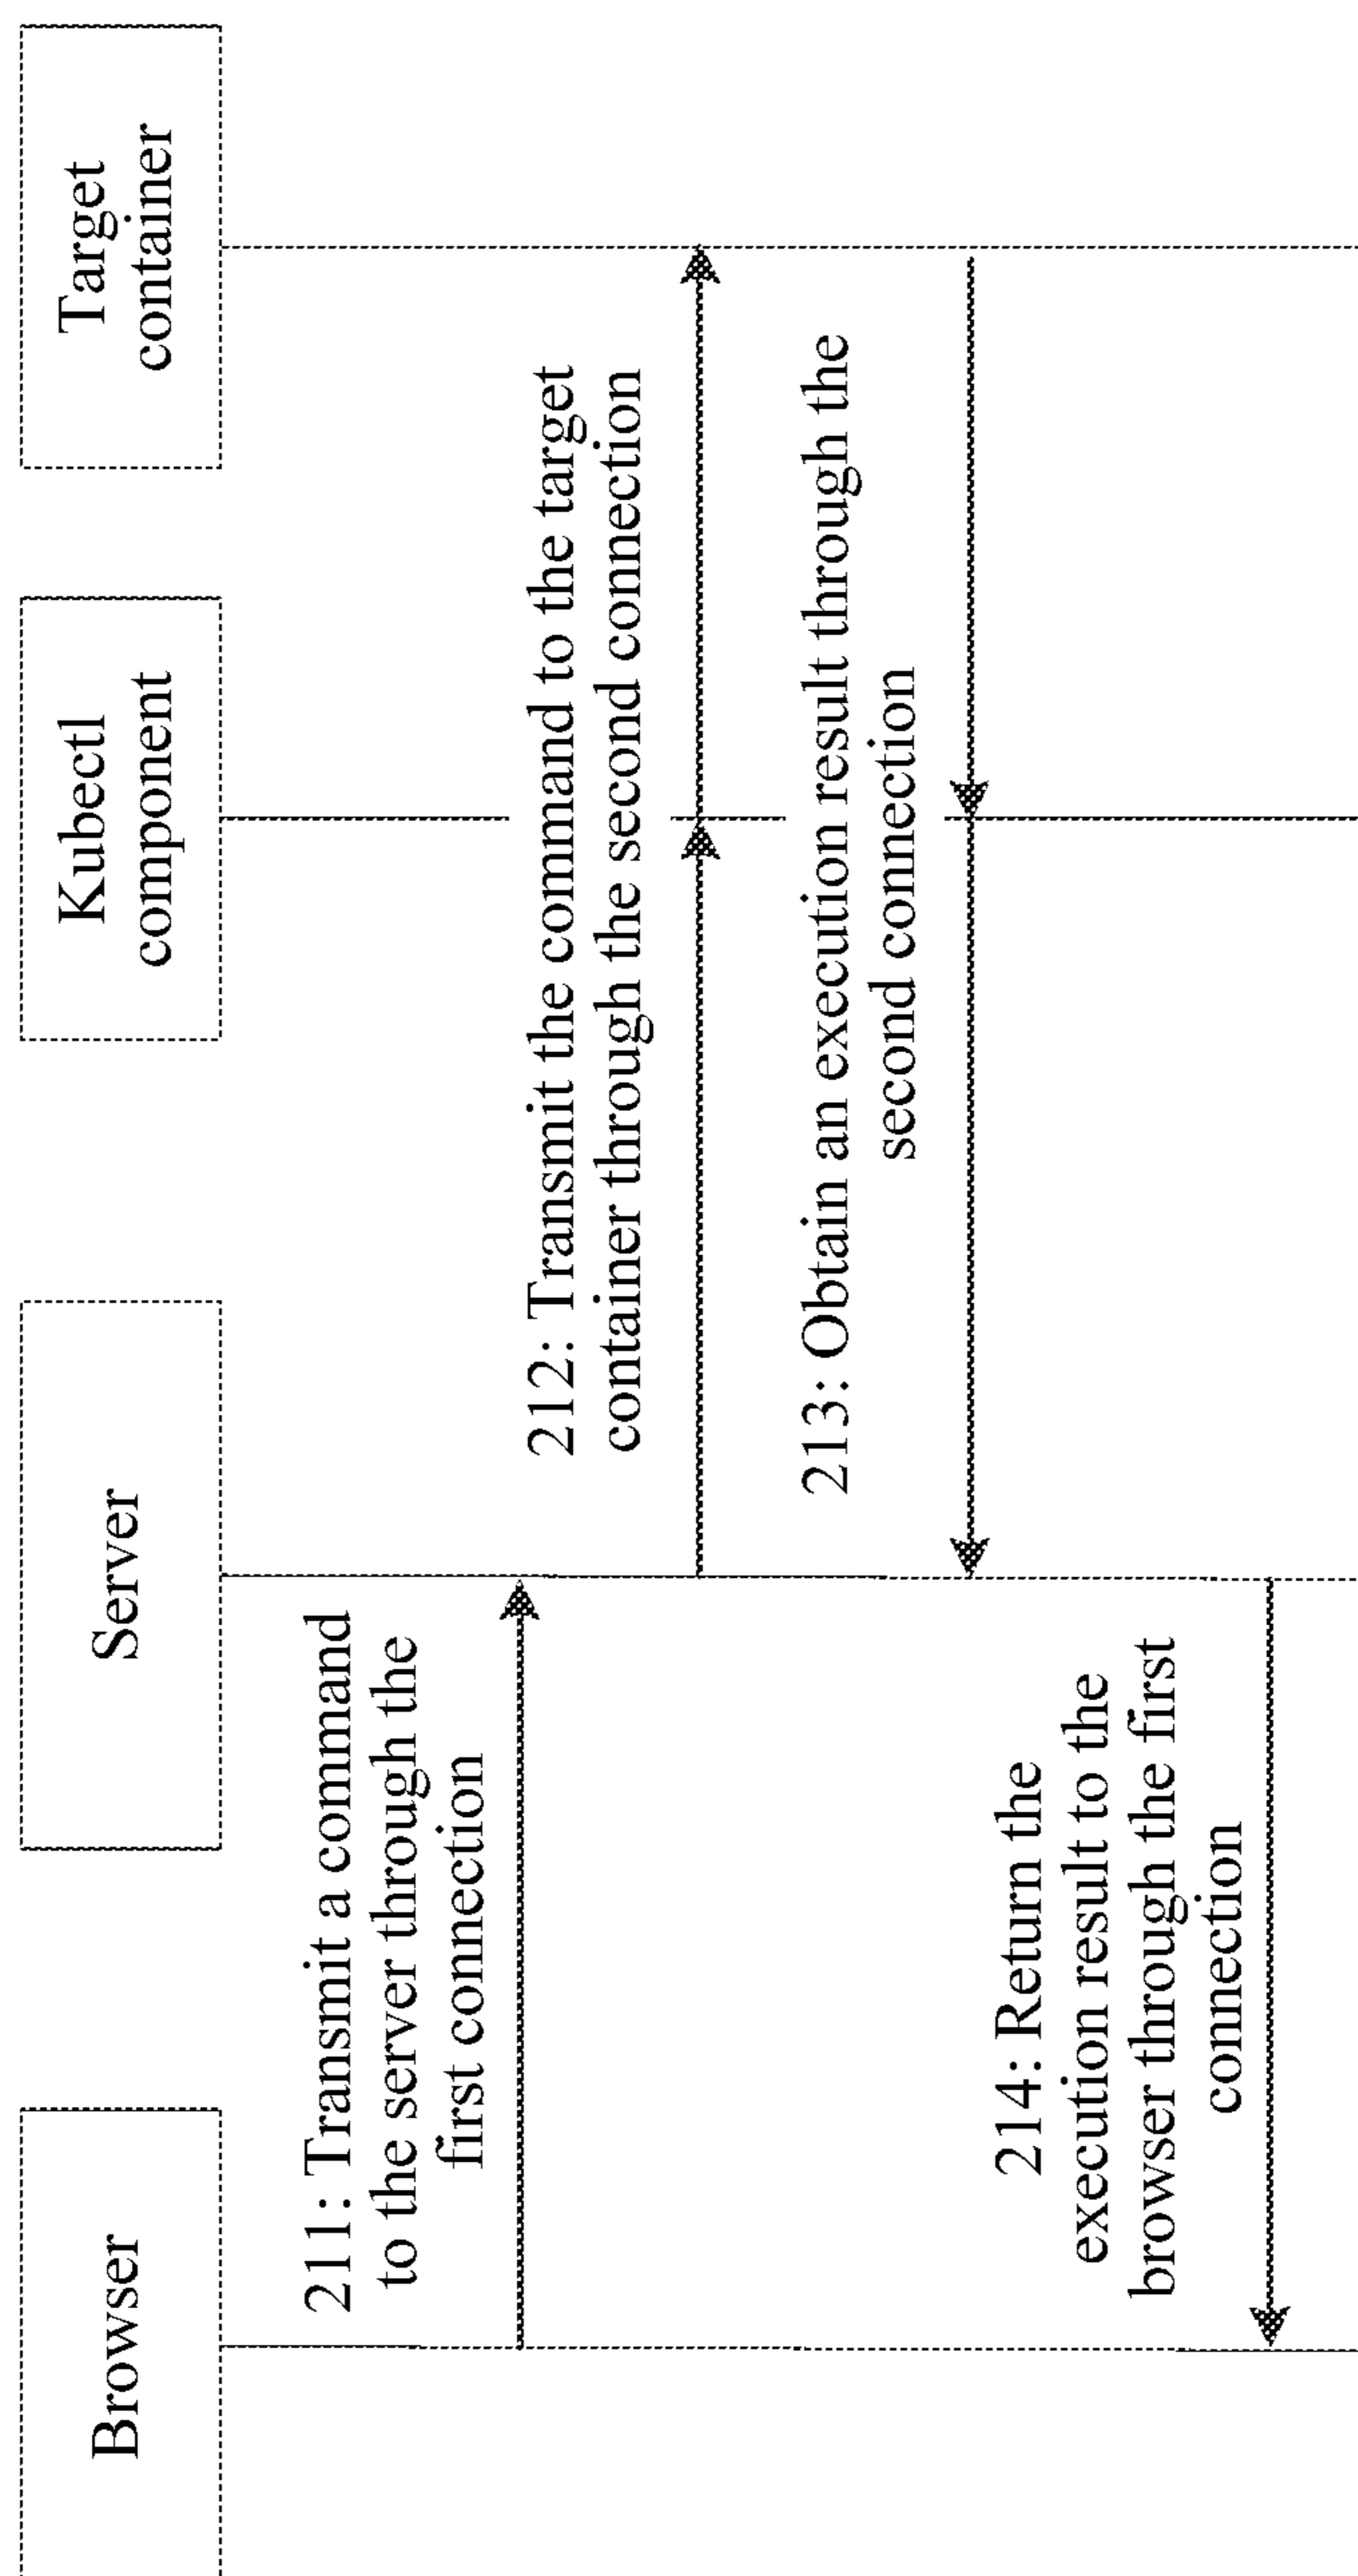 Browser
Server
Kubectl
component
Target
container
211: Transmit a command
to the server through the
first connection
212: Transmit the command to the target
container through the second connection
213: Obtain an execution result through the
second connection
214: Return the
execution result to the
browser through the first
connection